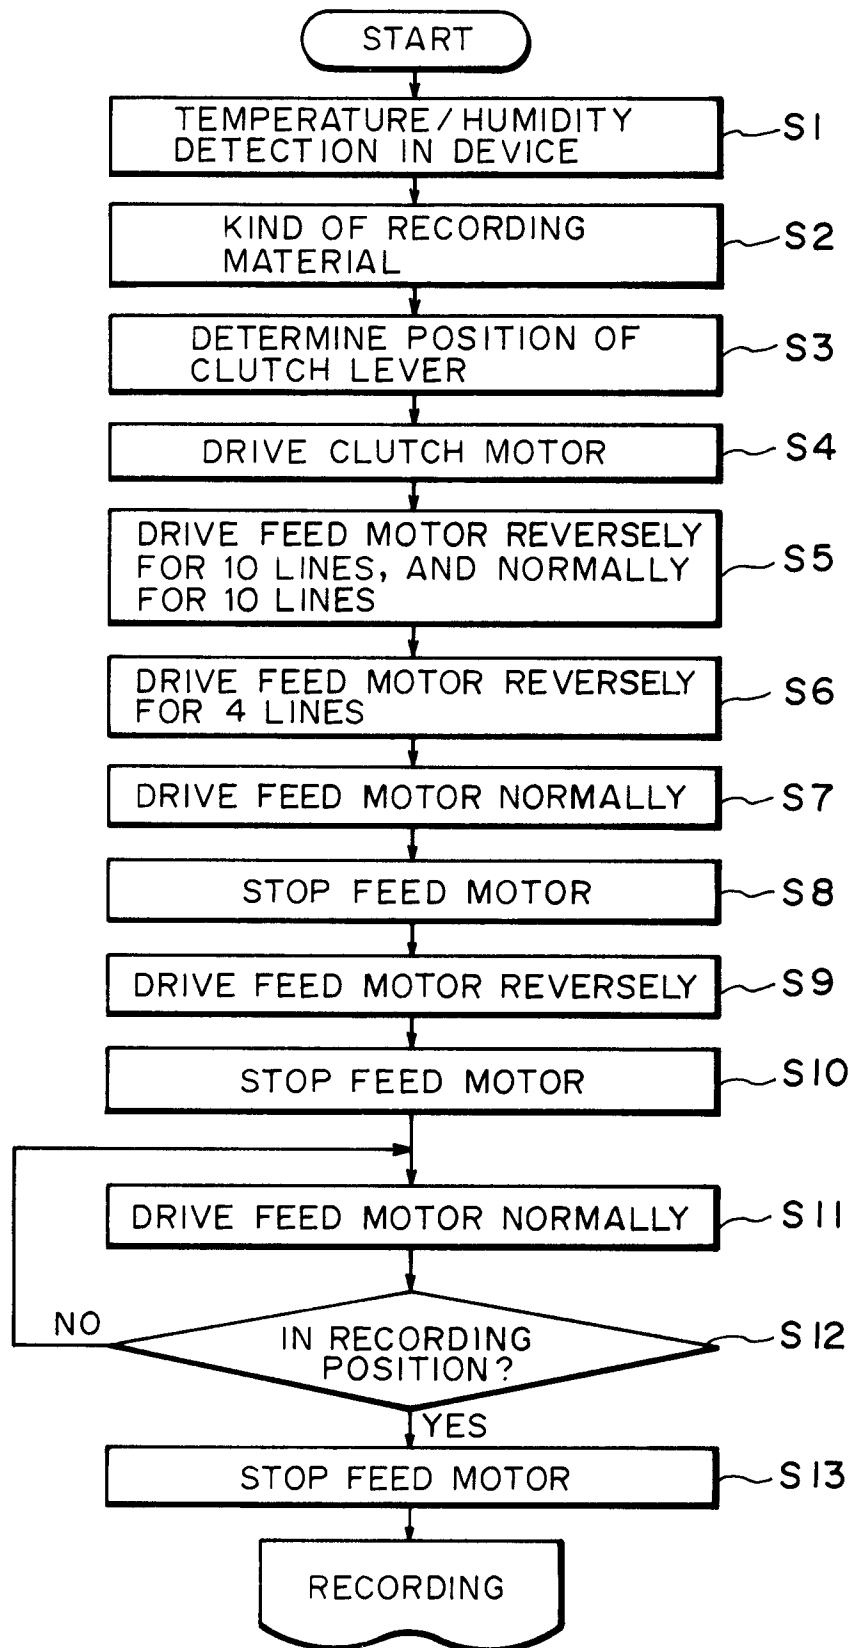 START
TEMPERATURE/HUMIDITY
DETECTION IN DEVICE
S1
KIND OF RECORDING
MATERIAL
S2
DETERMINE POSITION OF
CLUTCH LEVER
S3
DRIVE CLUTCH MOTOR
S4
DRIVE FEED MOTOR REVERSELY
FOR 10 LINES, AND NORMALLY
FOR 10 LINES
S5
DRIVE FEED MOTOR REVERSELY
FOR 4 LINES
S6
DRIVE FEED MOTOR NORMALLY
S7
STOP FEED MOTOR
S8
DRIVE FEED MOTOR REVERSELY
S9
STOP FEED MOTOR
S10
DRIVE FEED MOTOR NORMALLY
S11
NO
IN RECORDING
POSITION?
S12
YES
STOP FEED MOTOR
S13
RECORDING